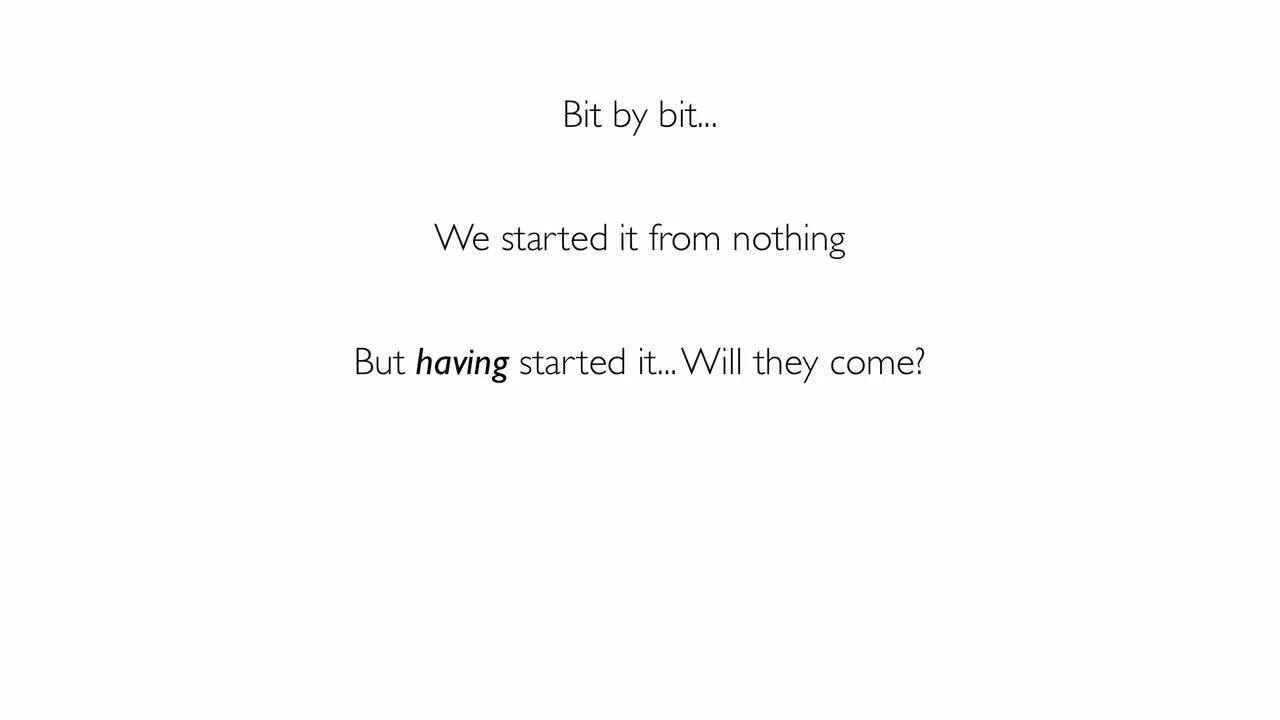 Bit by bit...
We started it from nothing
But having started it... Will they come?